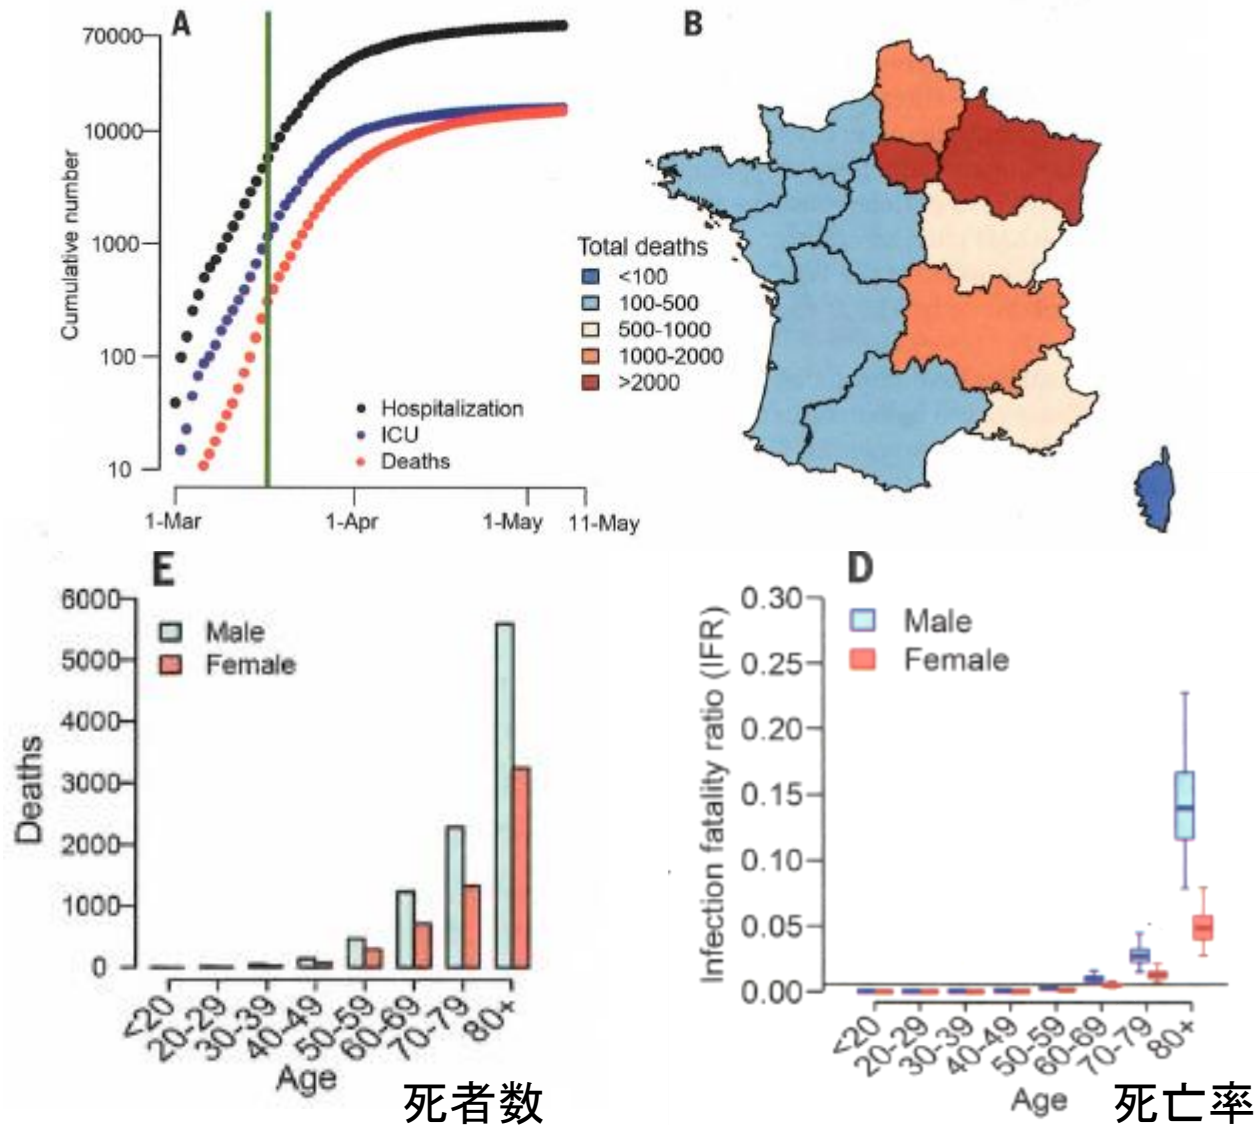 A
70000
10000
1000
100
10
Cumulative number
Hospitalization
ICU
Deaths
1-Mar
1-Apr
1-May
11-May
B
Total deaths
<100
100-500
500-1000
1000-2000
>2000
E
6000
5000
4000
3000
2000
1000
0
Deaths
Male
Female
<20
20-29
30-39
40-49
50-59
60-69
70-79
80+
Age
死者数
D
0.30
0.25
0.20
0.15
0.10
0.05
0.00
Infection fatality ratio (IFR)
Male
Female
<20
20-29
30-39
40-49
50-59
60-69
70-79
80+
Age
死亡率